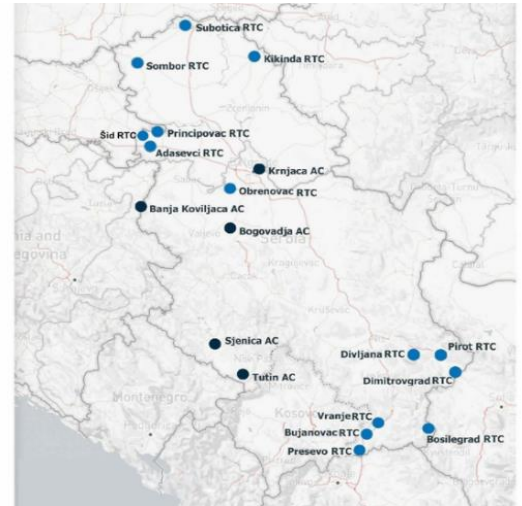 Subotica RTC
Sombor RTC
Kikinda RTC
Šid RTC
Principovac RTC
Adasevci RTC
Krnjaca AC
Obrenovac RTC
Banja Koviljaca AC
Bogovadja AC
Serbia
Kragujevac
Sjenica AC
Tutin AC
Divljana RTC
Pirot RTC
Dimitrovgrad RTC
Montenegro
Kosovo
Vranje RTC
Bujanovac RTC
Bosilegrad RTC
Presevo RTC